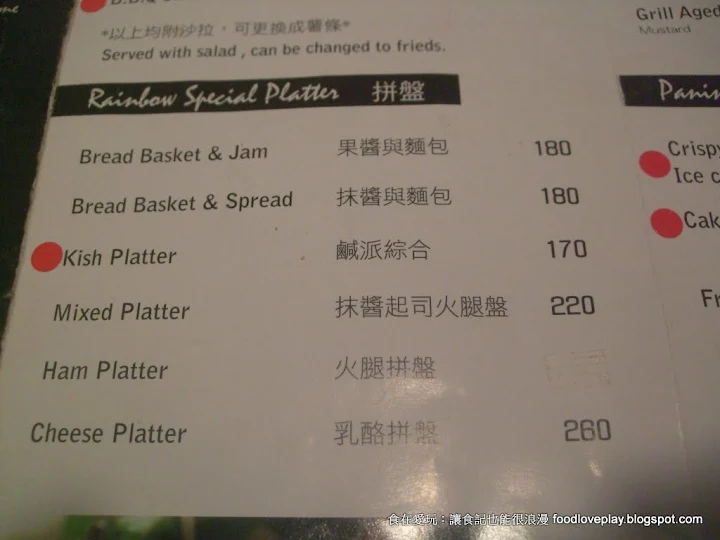 *以上均附沙拉，可更換成薯條*
Served with salad , can be changed to frieds.
Grill Aged
Mustard
Rainbow Special Platter 拼盤
Bread Basket & Jam 果醬與麵包 180
Bread Basket & Spread 抹醬與麵包 180
Kish Platter 鹹派綜合 170
Mixed Platter 抹醬起司火腿盤 220
Ham Platter 火腿拼盤
Cheese Platter 乳酪拼盤 260
Crispy
Ice c
Cak
Fr
食在愛玩：讓食記也能很浪漫 foodloveplay.blogspot.com